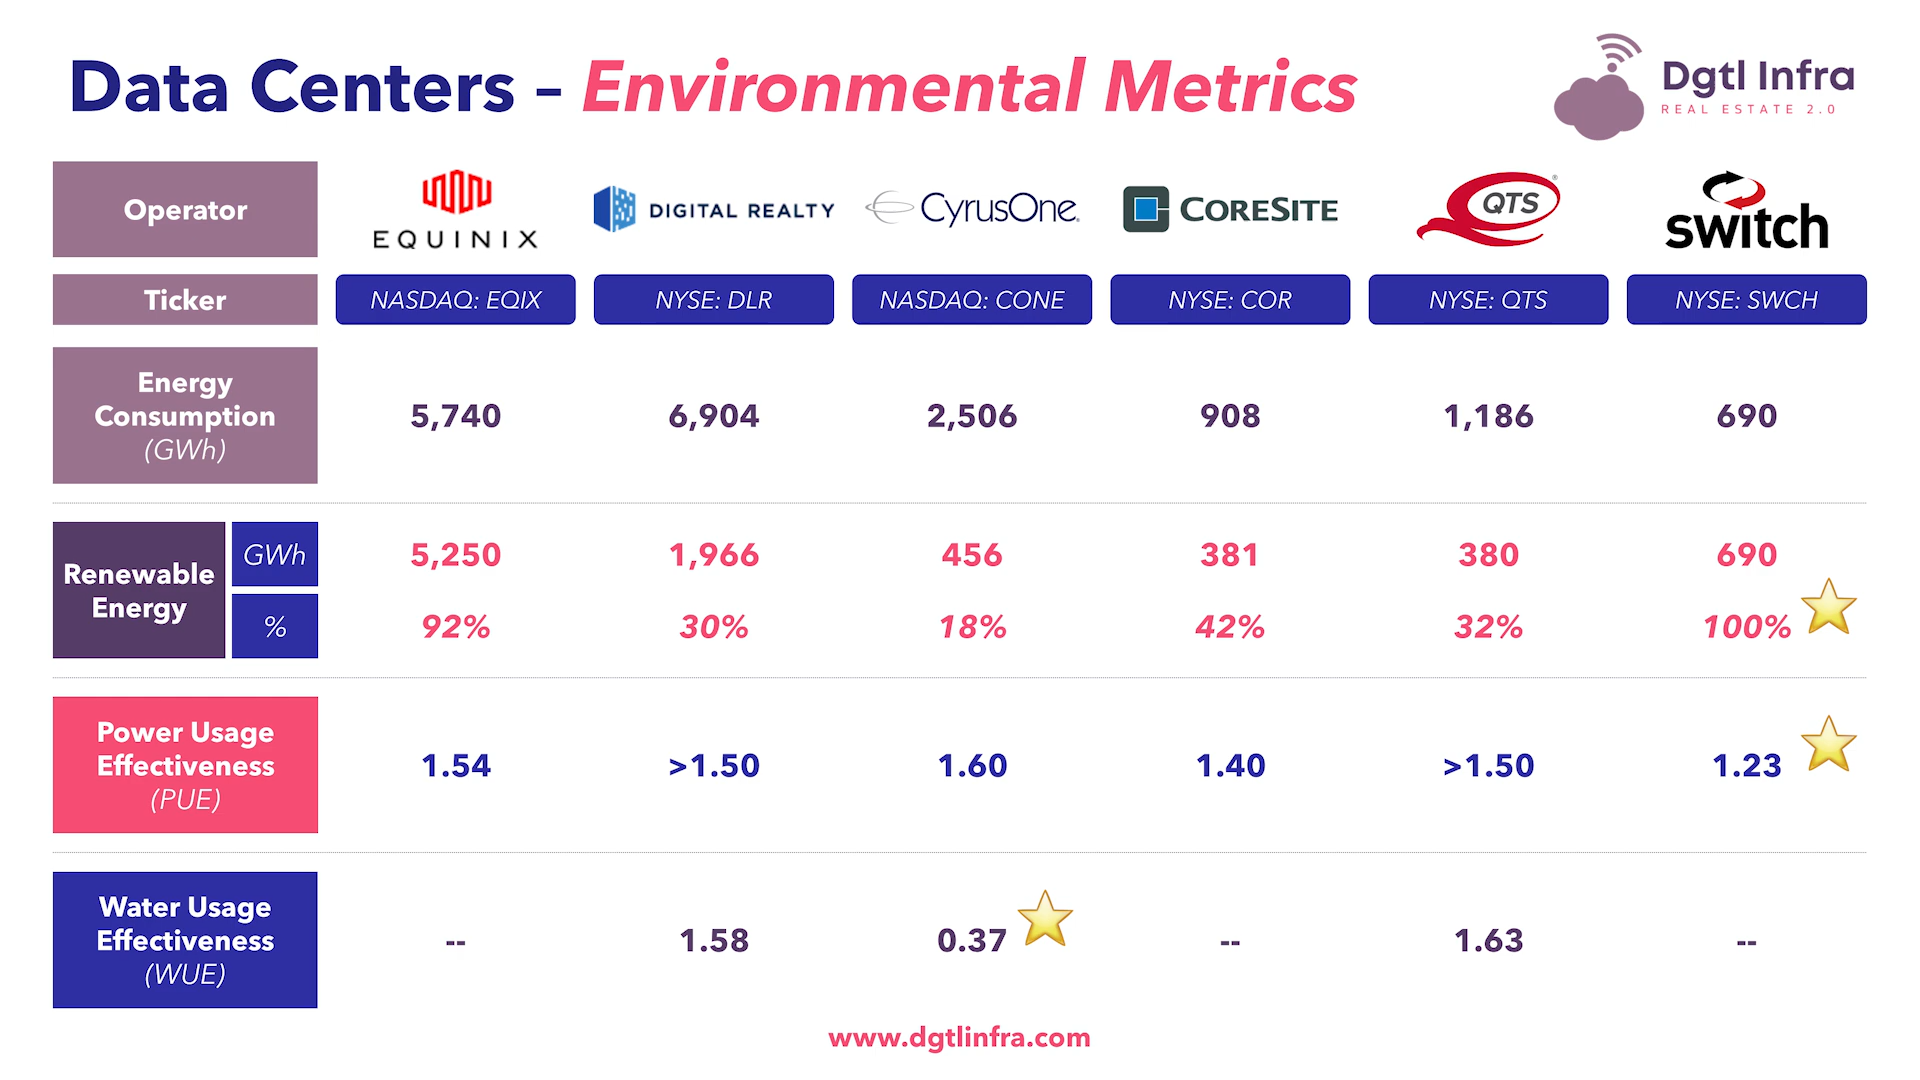 Data Centers – Environmental Metrics
Dgtl Infra
REAL ESTATE 2.0
Operator
EQUINIX
DIGITAL REALTY
CyrusOne.
CORESITE
QTS
switch
Ticker
NASDAQ: EQIX
NYSE: DLR
NASDAQ: CONE
NYSE: COR
NYSE: QTS
NYSE: SWCH
Energy
Consumption
(GWh)
5,740
6,904
2,506
908
1,186
690
Renewable
Energy
GWh
5,250
1,966
456
381
380
690
%
92%
30%
18%
42%
32%
100%
Power Usage
Effectiveness
(PUE)
1.54
>1.50
1.60
1.40
>1.50
1.23
Water Usage
Effectiveness
(WUE)
--
1.58
0.37
--
1.63
--
www.dgtlinfra.com